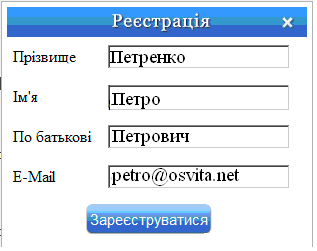 Реєстрація ×
Прізвище Петренко
Ім'я Петро
По батькові Петрович
E-Mail petro@osvita.net
Зареєструватися